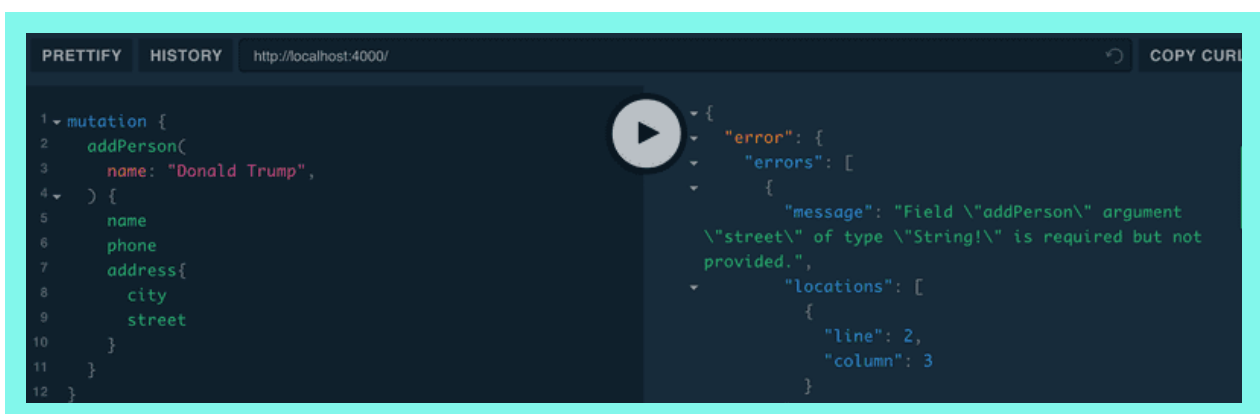 PRETTIFY HISTORY http://localhost:4000/ COPY CURL
1 mutation {
2 addPerson(
3 name: "Donald Trump",
4 ) {
5 name
6 phone
7 address{
8 city
9 street
10 }
11 }
12 }
{
"error": {
"errors": [
{
"message": "Field \"addPerson\" argument
\"street\" of type \"String!\" is required but not
provided.",
"locations": [
{
"line": 2,
"column": 3
}